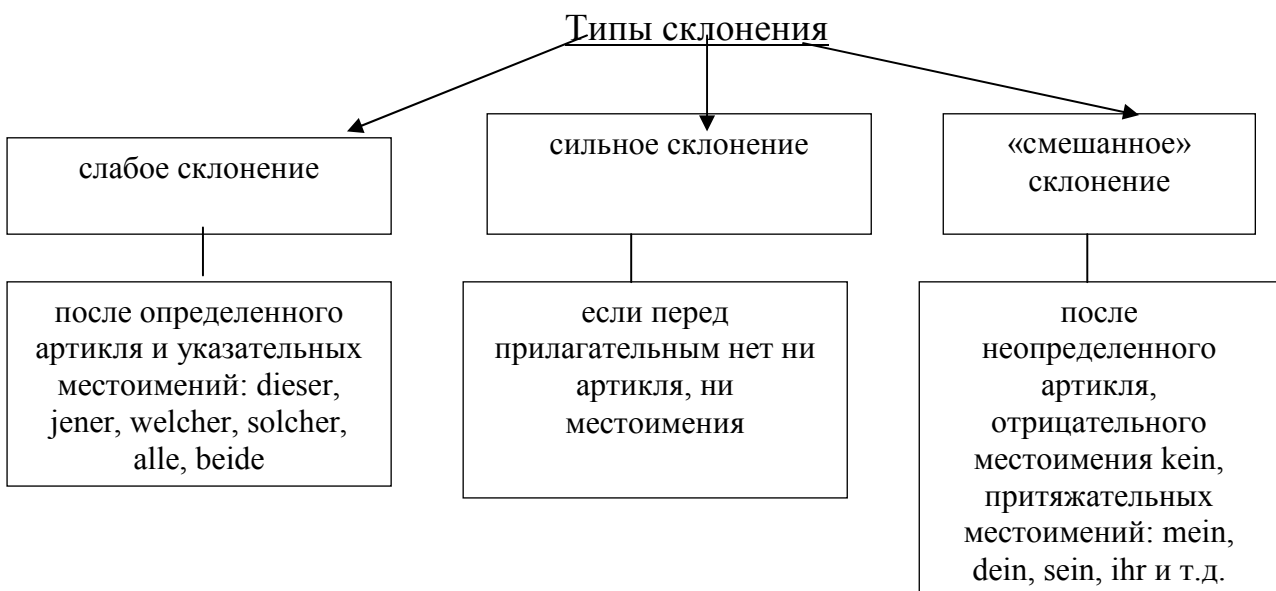 Типы склонения
слабое склонение
сильное склонение
«смешанное»
склонение
после определенного
артикля и указательных
местоимений: dieser,
jener, welcher, solcher,
alle, beide
если перед
прилагательным нет ни
артикля, ни
местоимения
после
неопределенного
артикля,
отрицательного
местоимения kein,
притяжательных
местоимений: mein,
dein, sein, ihr и т.д.